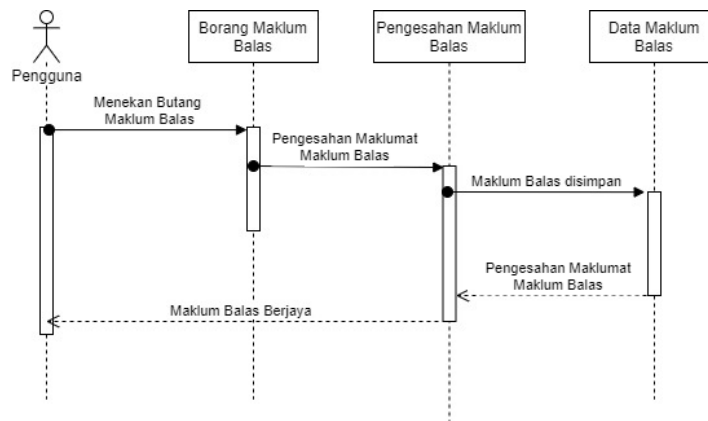 Pengguna
Borang Maklum
Balas
Pengesahan Maklum
Balas
Data Maklum
Balas
Menekan Butang
Maklum Balas
Pengesahan Maklumat
Maklum Balas
Maklum Balas disimpan
Pengesahan Maklumat
Maklum Balas
Maklum Balas Berjaya